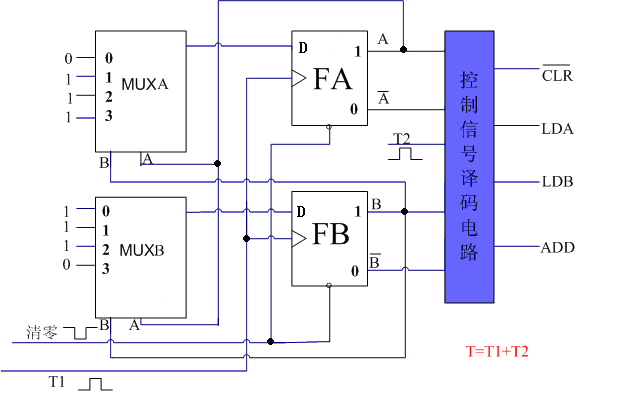 A
0 0 D 1
1 1 MUXA FA
1 2 A
1 3 0
T2
B A
1 0 D 1 B
1 1 MUXB FB
1 2 B
0 3 0
B A
清零
T1
控制信号译码电路
CLR
LDA
LDB
ADD
T=T1+T2